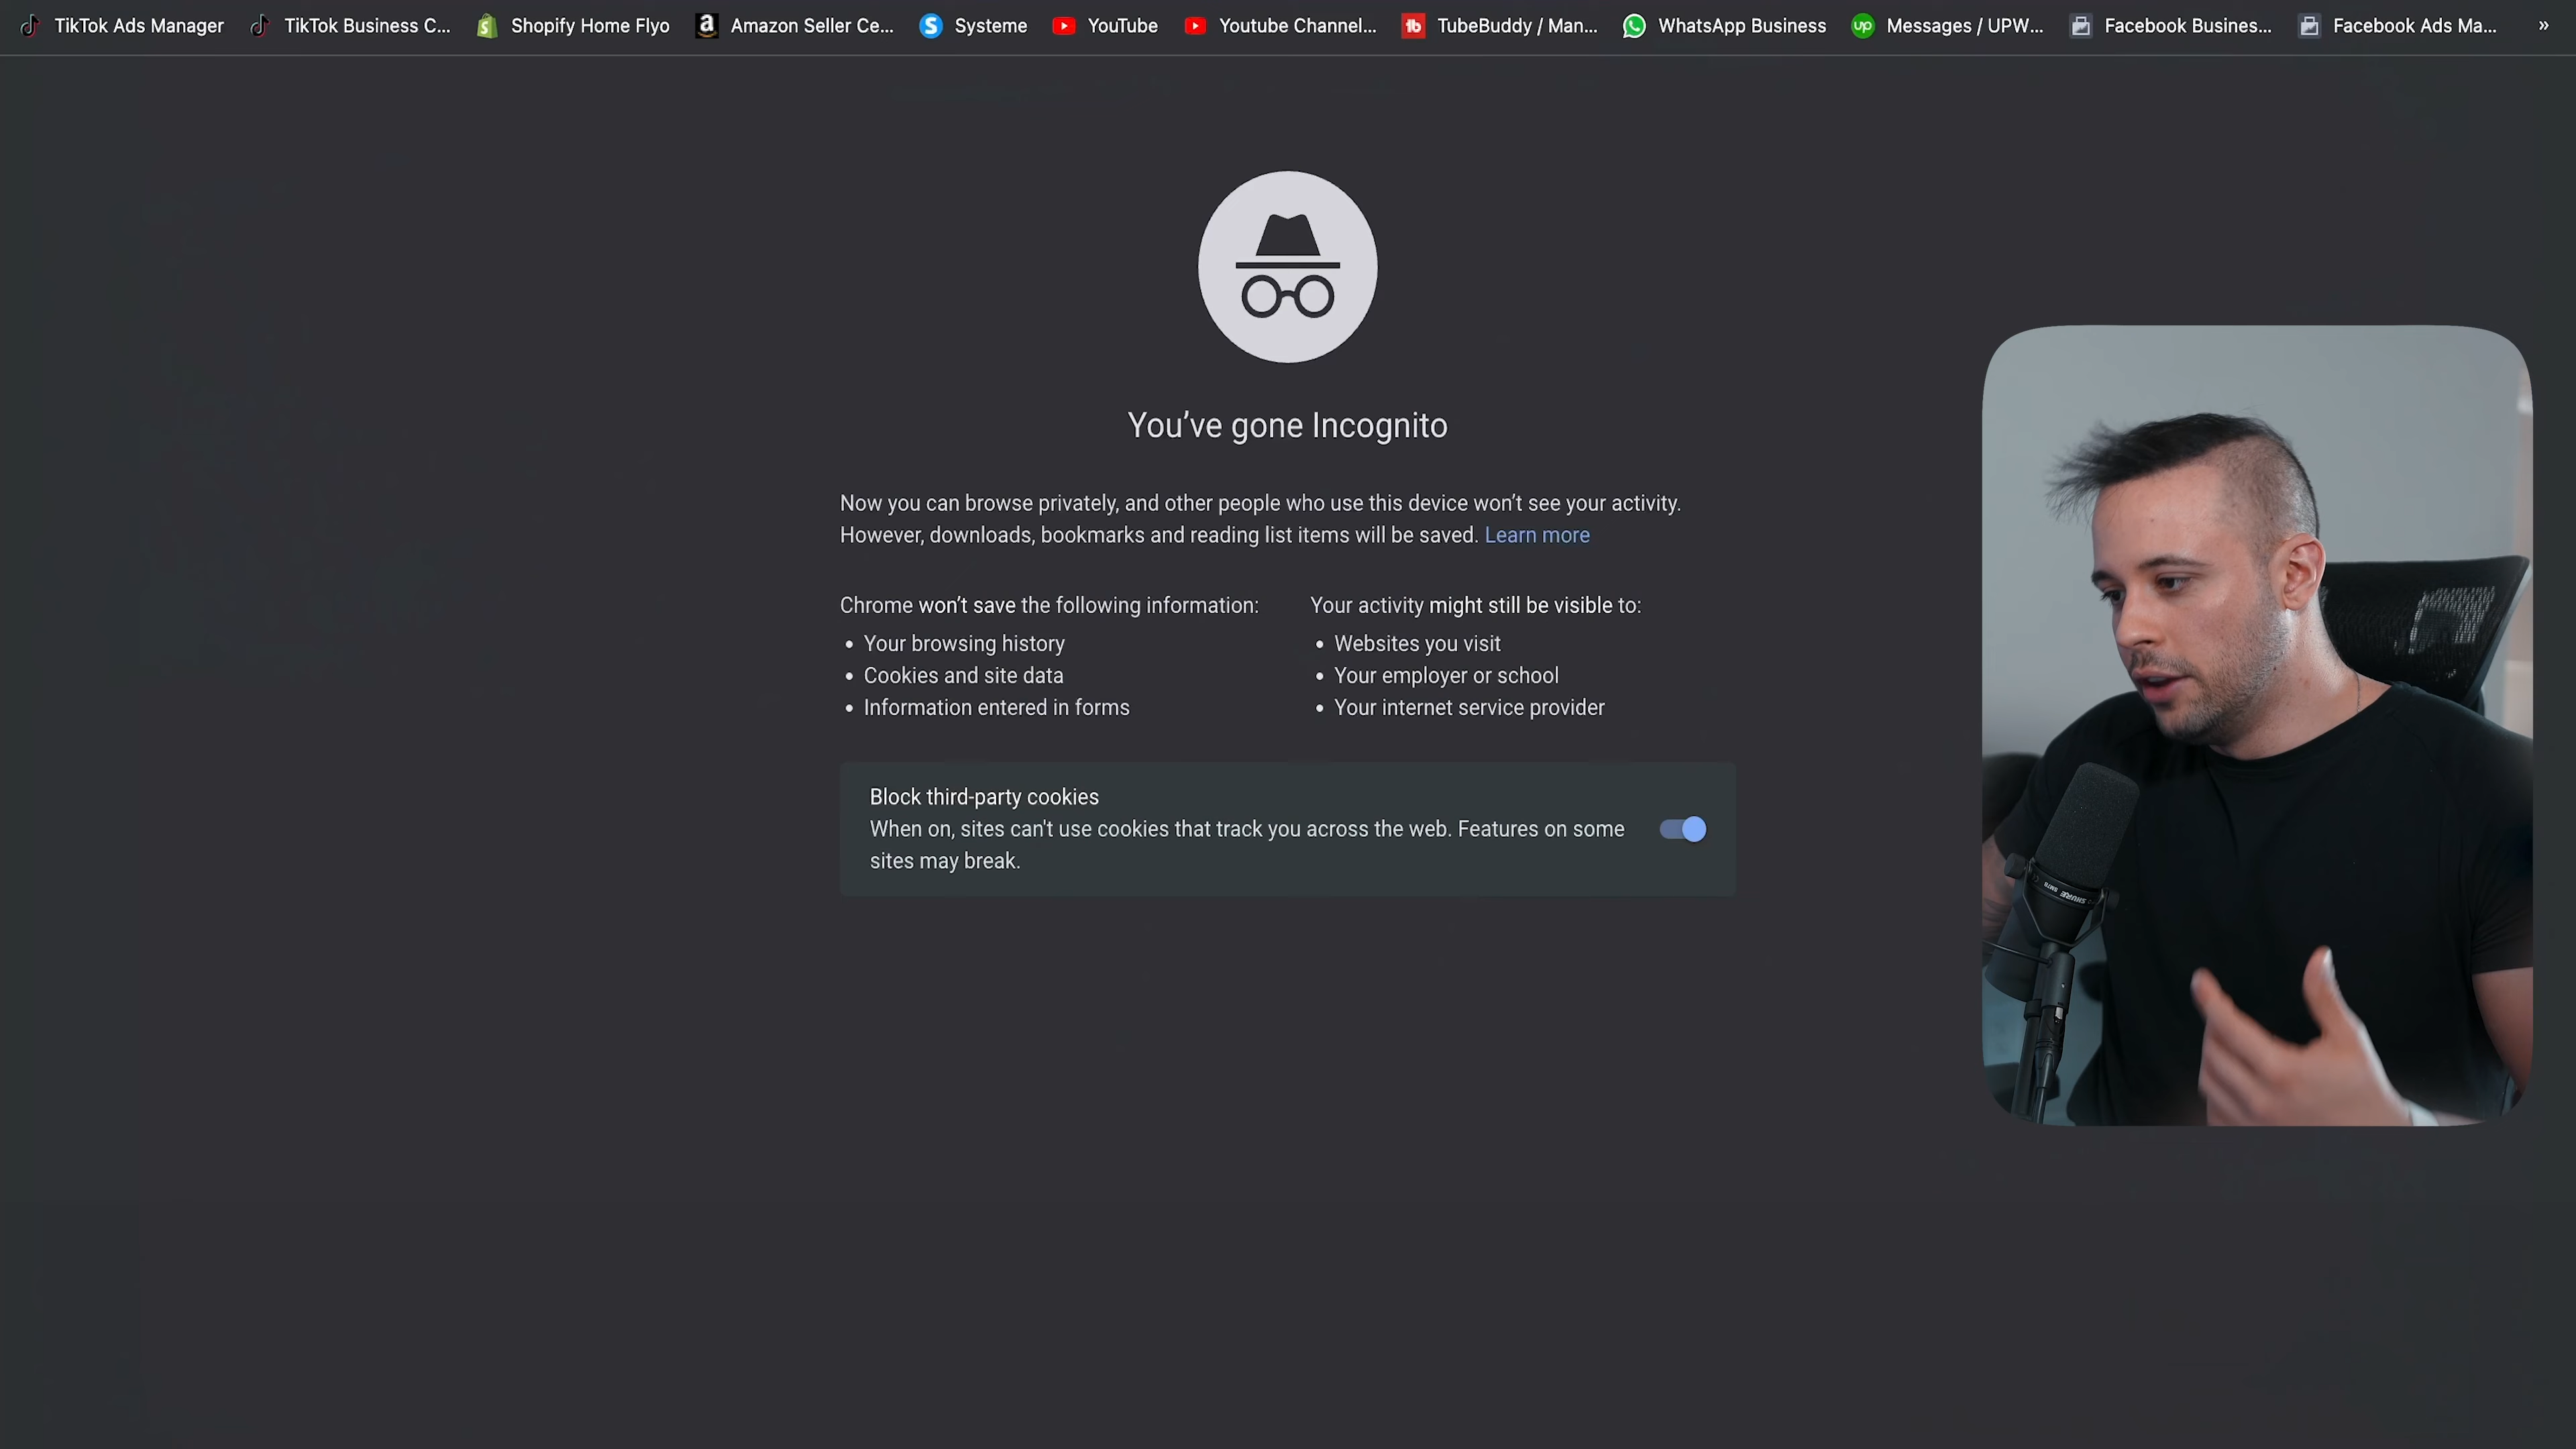 TikTok Ads Manager TikTok Business C... Shopify Home Flyo Amazon Seller Ce... Systeme YouTube Youtube Channel... TubeBuddy / Man... WhatsApp Business Messages / UPW... Facebook Busines... Facebook Ads Ma... »
You’ve gone Incognito
Now you can browse privately, and other people who use this device won’t see your activity.
However, downloads, bookmarks and reading list items will be saved. Learn more
Chrome won’t save the following information:
• Your browsing history
• Cookies and site data
• Information entered in forms
Your activity might still be visible to:
• Websites you visit
• Your employer or school
• Your internet service provider
Block third-party cookies
When on, sites can't use cookies that track you across the web. Features on some
sites may break.
SHURE SM7B